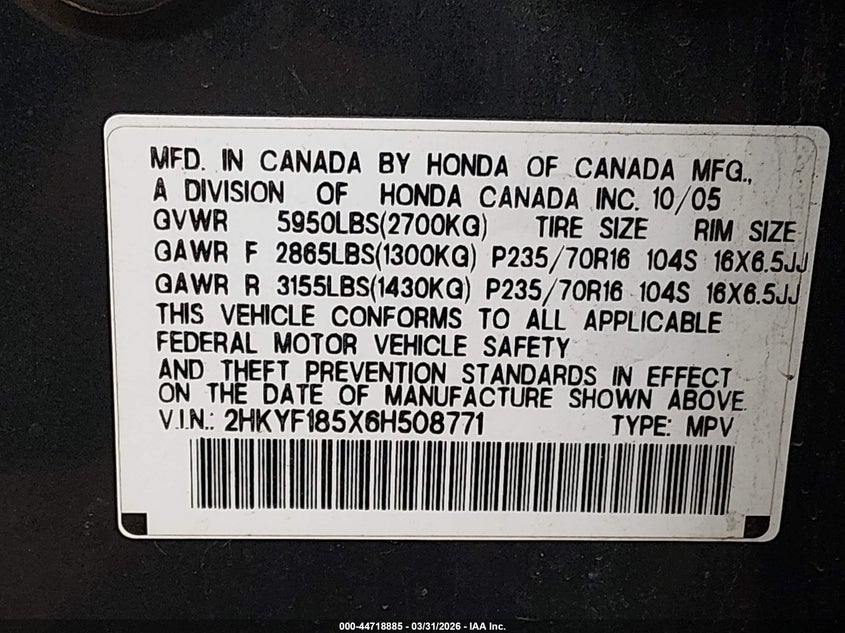 MFD. IN CANADA BY HONDA OF CANADA MFG.,
A DIVISION OF HONDA CANADA INC. 10/05
GVWR 5950LBS(2700KG) TIRE SIZE RIM SIZE
GAWR F 2865LBS(1300KG) P235/70R16 104S 16X6.5JJ
GAWR R 3155LBS(1430KG) P235/70R16 104S 16X6.5JJ
THIS VEHICLE CONFORMS TO ALL APPLICABLE
FEDERAL MOTOR VEHICLE SAFETY
AND THEFT PREVENTION STANDARDS IN EFFECT
ON THE DATE OF MANUFACTURE SHOWN ABOVE.
V.I.N.: 2HKYF185X6H508771 TYPE: MPV
000-44718885 - 03/31/2026 - IAA Inc.